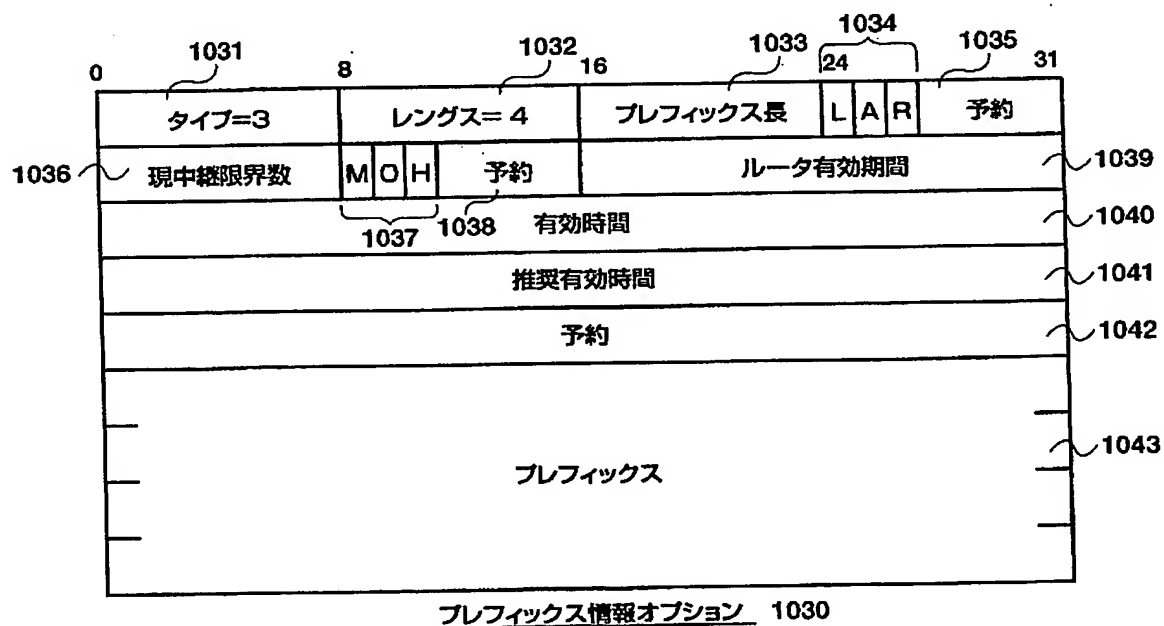 1031 1032 1033 1034 1035
0 8 16 24 31
タイプ=3 レングス=4 プレフィックス長 L A R 予約
1036 現中継限界数 M O H 予約 ルータ有効期間 1039
1037 1038 有効時間 1040
推奨有効時間 1041
予約 1042
プレフィックス 1043
プレフィックス情報オプション 1030